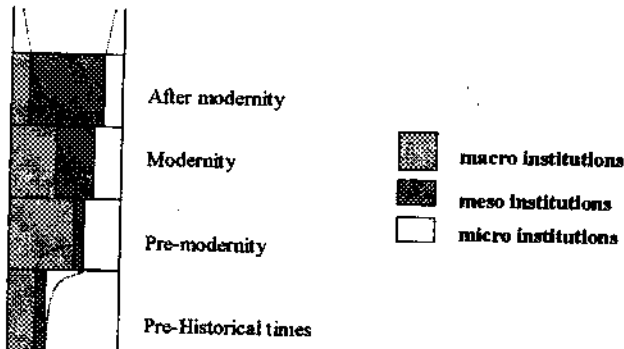 After modernity
Modernity
Pre-modernity
Pre-Historical times
macro institutions
meso institutions
micro institutions